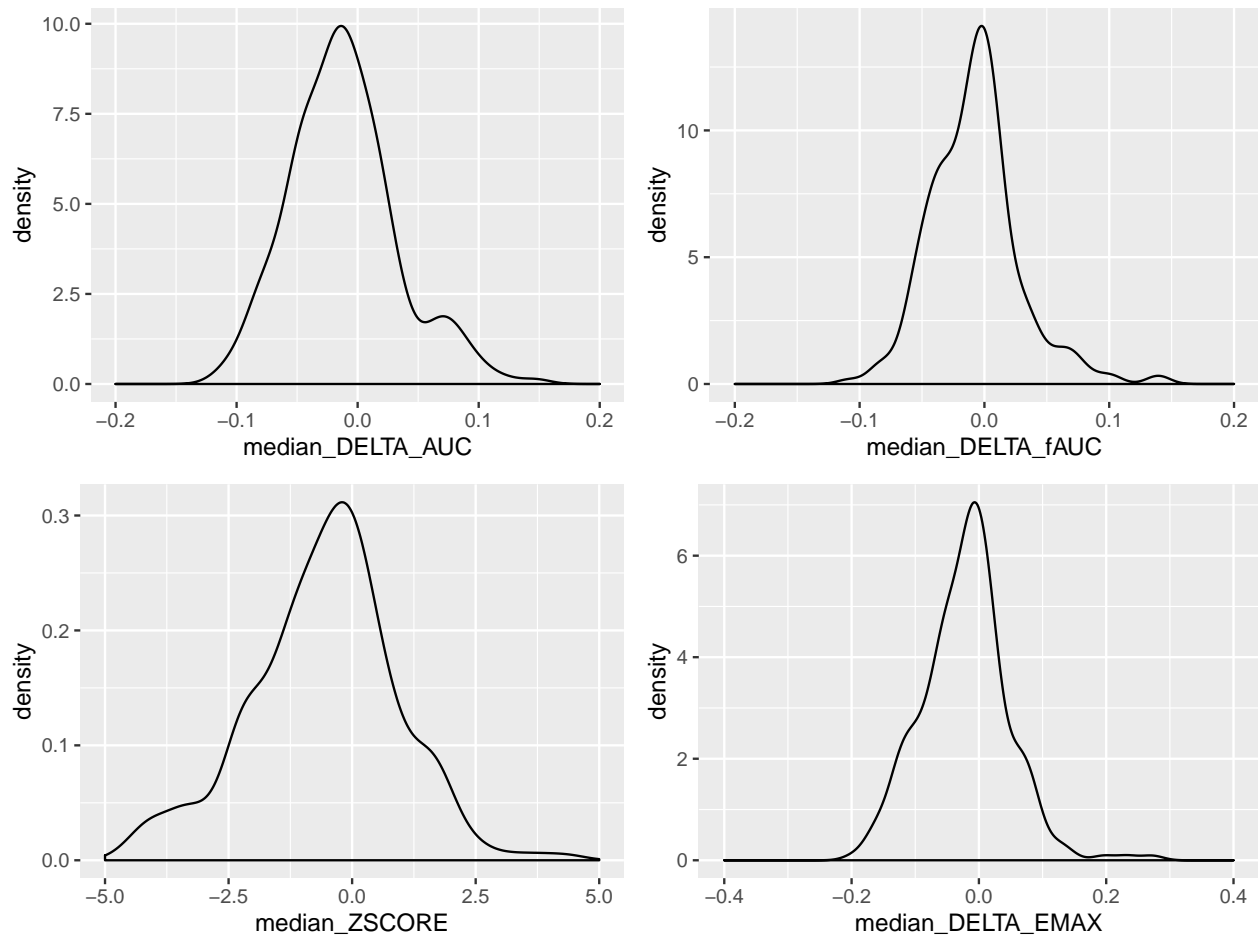 10.0
7.5
5.0
2.5
0.0
density
−0.2 −0.1 0.0 0.1 0.2
median_DELTA_AUC
10
5
0
density
−0.2 −0.1 0.0 0.1 0.2
median_DELTA_fAUC
0.3
0.2
0.1
0.0
density
−5.0 −2.5 0.0 2.5 5.0
median_ZSCORE
6
4
2
0
density
−0.4 −0.2 0.0 0.2 0.4
median_DELTA_EMAX